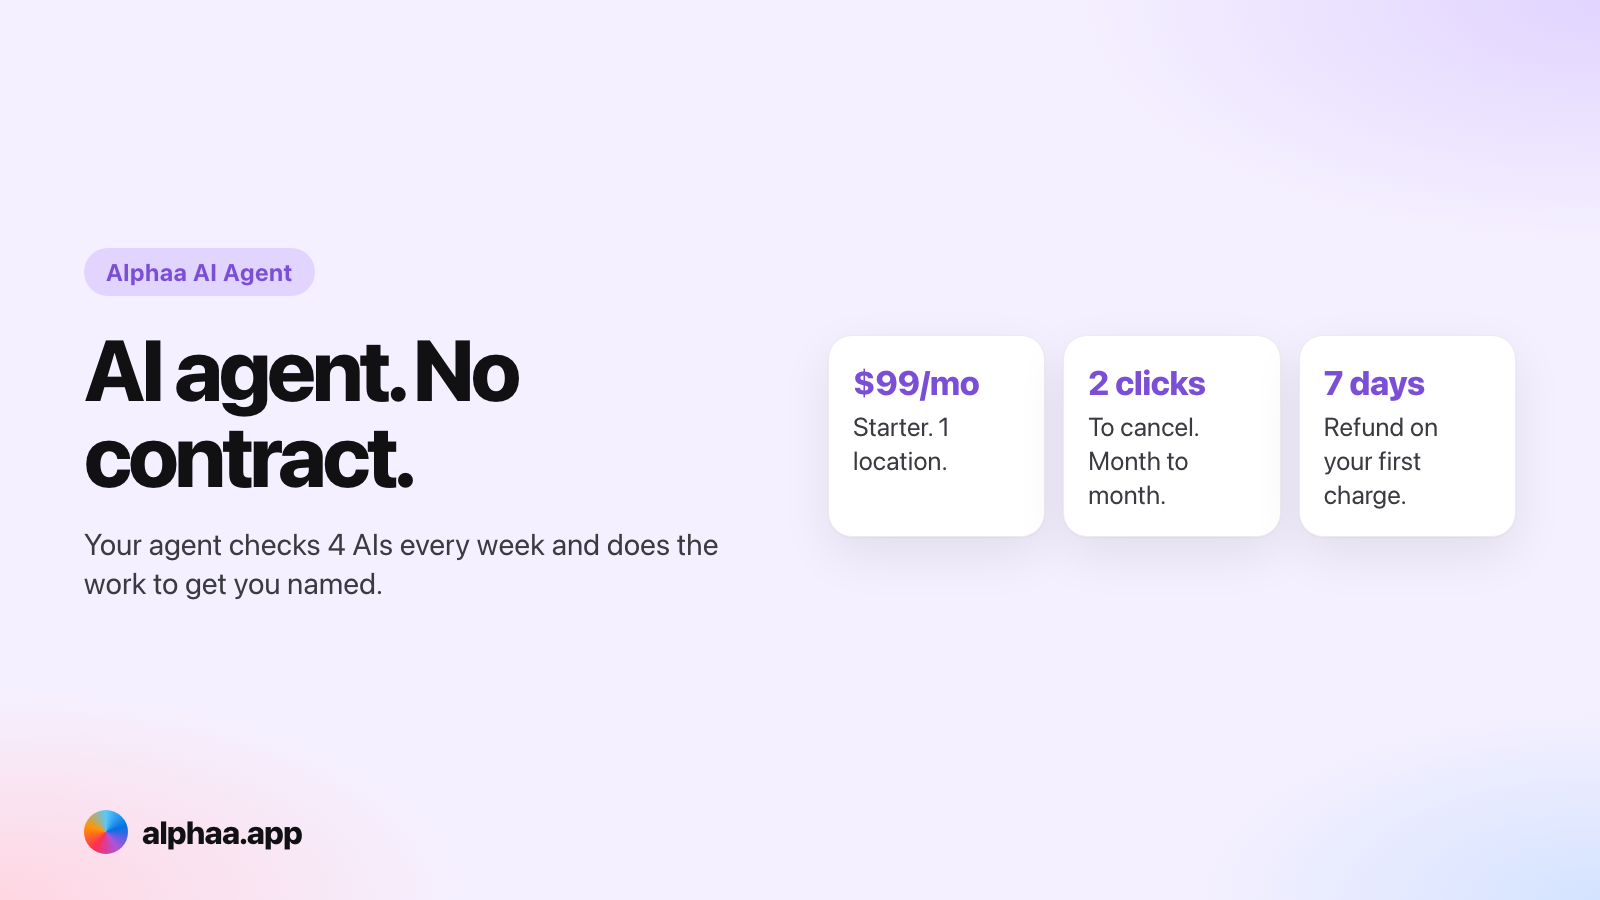 Alphaa AI Agent
AI agent. No
contract.
Your agent checks 4 AIs every week and does the
work to get you named.
$99/mo
Starter. 1
location.
2 clicks
To cancel.
Month to
month.
7 days
Refund on
your first
charge.
alphaa.app